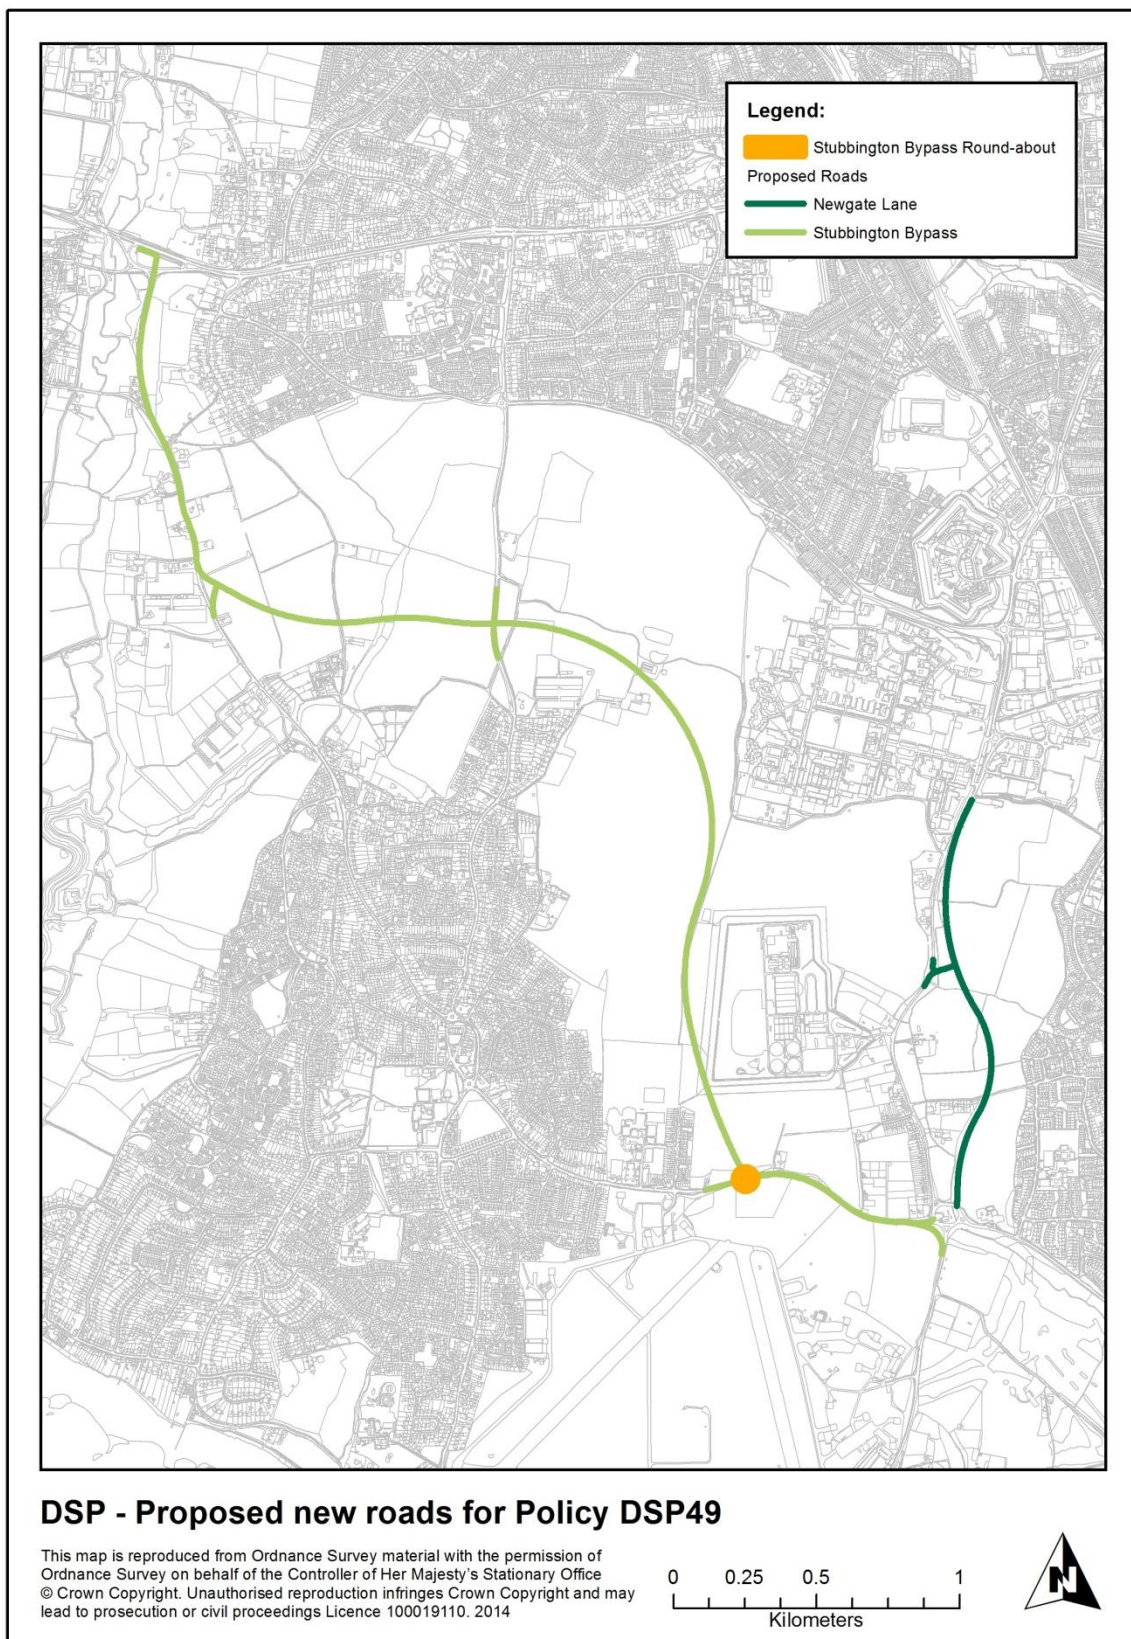 Legend:
Stubbington Bypass Round-about
Proposed Roads
Newgate Lane
Stubbington Bypass
DSP - Proposed new roads for Policy DSP49
This map is reproduced from Ordnance Survey material with the permission of
Ordnance Survey on behalf of the Controller of Her Majesty's Stationary Office
© Crown Copyright. Unauthorised reproduction infringes Crown Copyright and may
lead to prosecution or civil proceedings Licence 100019110. 2014
0 0.25 0.5 1
Kilometers
N